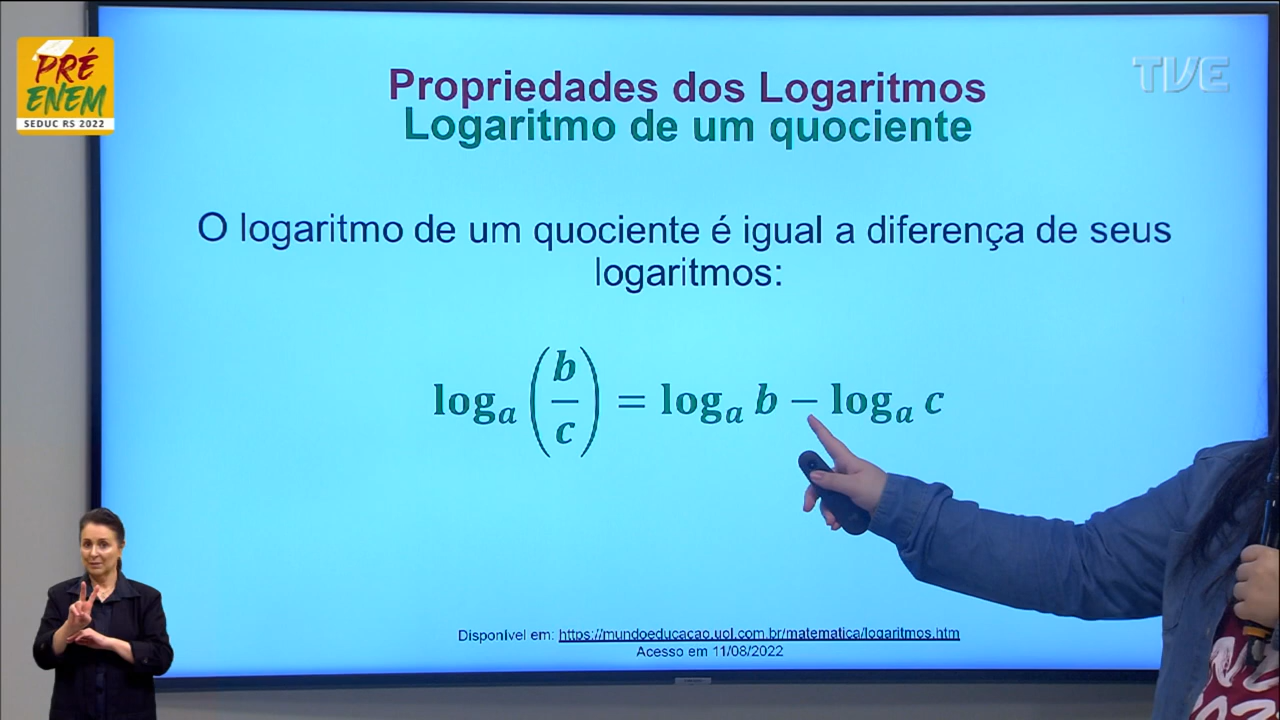 PRÉ
ENEM
SEDUC RS 2022
TVE
Propriedades dos Logaritmos
Logaritmo de um quociente
O logaritmo de um quociente é igual a diferença de seus
logaritmos:
log_a (b/c) = log_a b − log_a c
Disponível em: https://mundoeducacao.uol.com.br/matematica/logaritmos.htm
Acesso em 11/08/2022